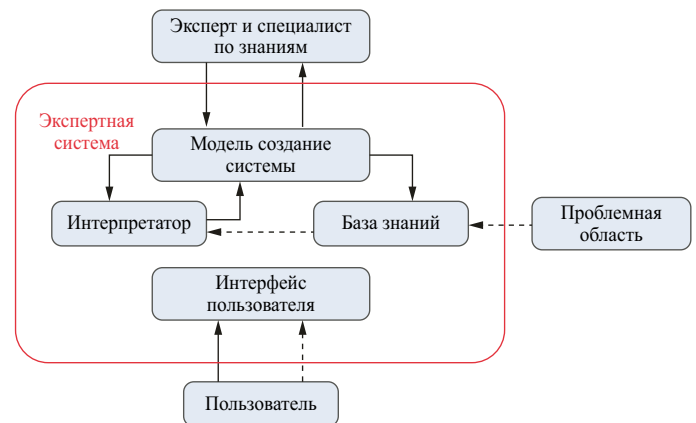 Эксперт и специалист
по знаниям
Экспертная
система
Модель создание
системы
Интерпретатор
База знаний
Проблемная
область
Интерфейс
пользователя
Пользователь